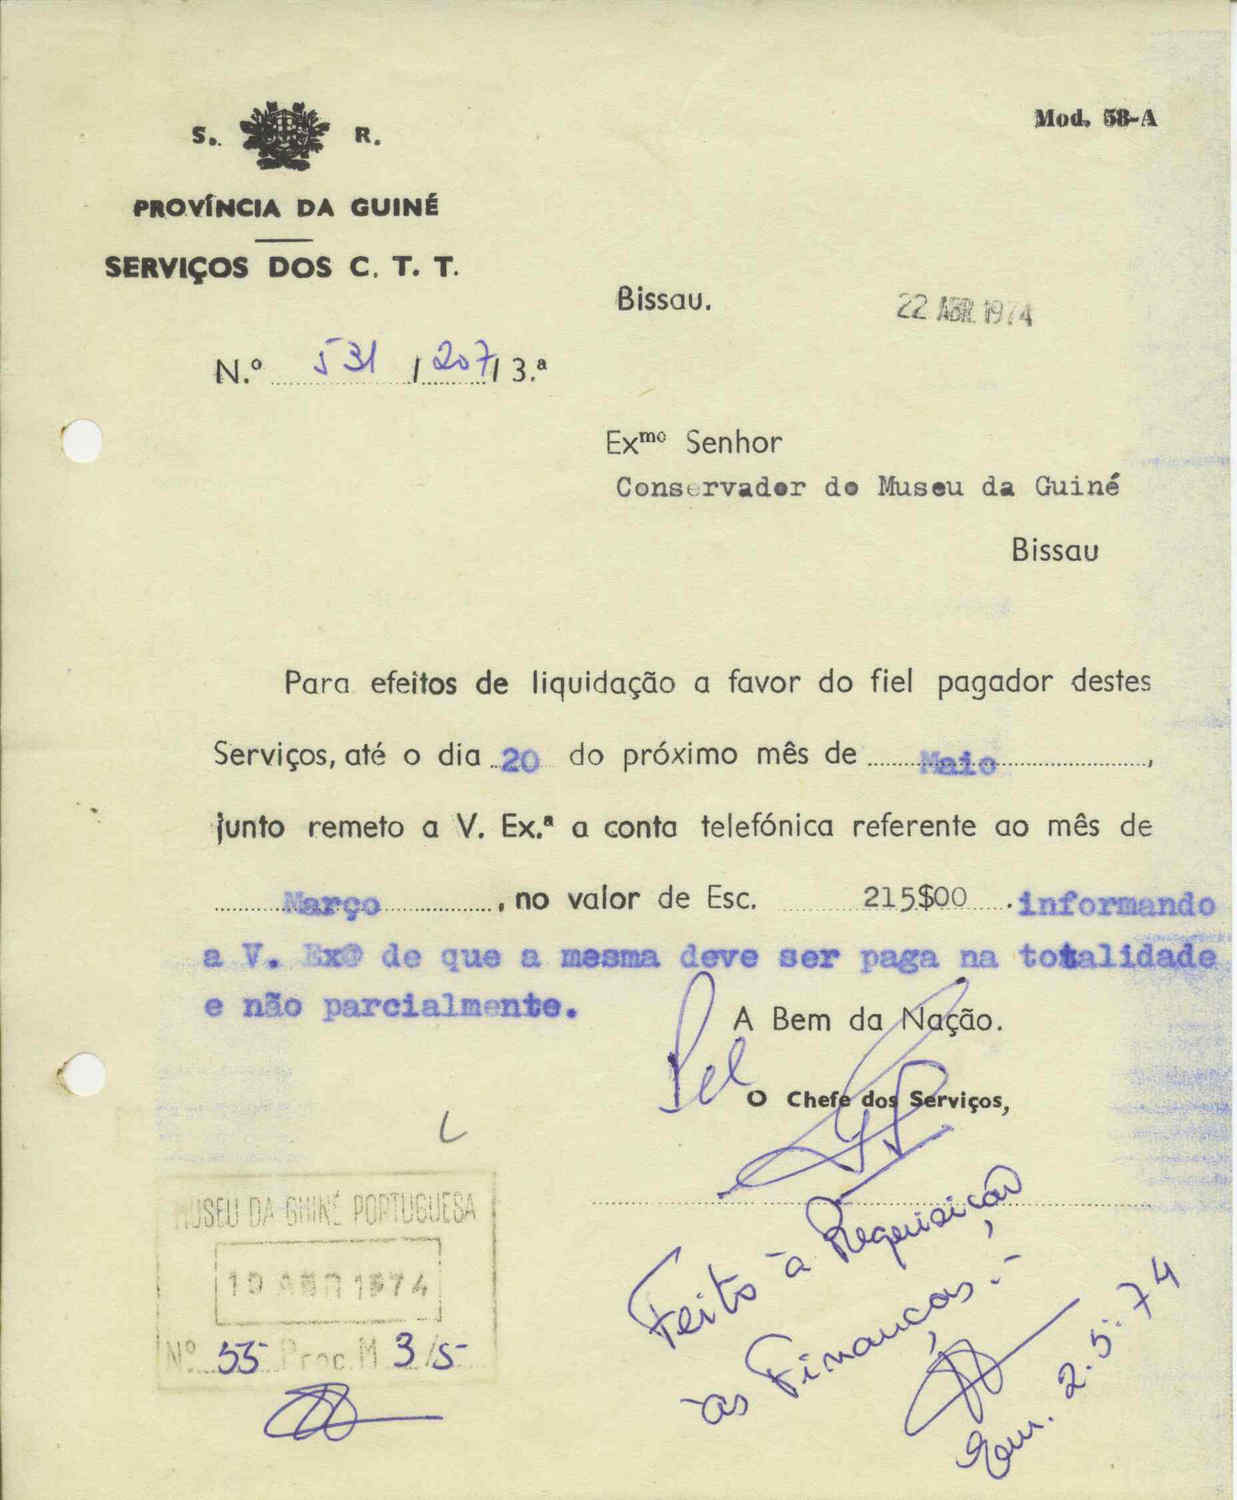 S. R.
Mod. 58-A
PROVÍNCIA DA GUINÉ
SERVIÇOS DOS C. T. T.
Bissau. 22 ABR. 1974
N.º 531 / 207 / 3.ª
Exmo Senhor
Conservador do Museu da Guiné
Bissau
Para efeitos de liquidação a favor do fiel pagador destes
Serviços, até o dia 20 do próximo mês de Maio,
junto remeto a V. Ex.ª a conta telefónica referente ao mês de
Março, no valor de Esc. 215$00. informando
a V. Ex@ de que a mesma deve ser paga na totalidade
e não parcialmente.
A Bem da Nação.
Pel
O Chefe dos Serviços,
MUSEU DA GUINÉ PORTUGUESA
ABR 1974
Nº 55 Proc. M 3/5
Feito à Requisição
às Finanças.-
Em. 2.5.74